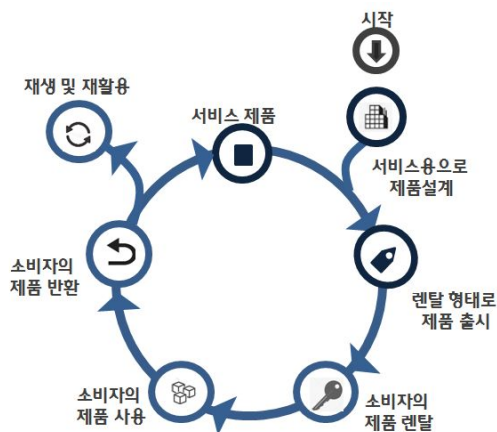 시작
재생 및 재활용
서비스 제품
서비스용으로
제품설계
소비자의
제품 반환
렌탈 형태로
제품 출시
소비자의
제품 사용
소비자의
제품 렌탈